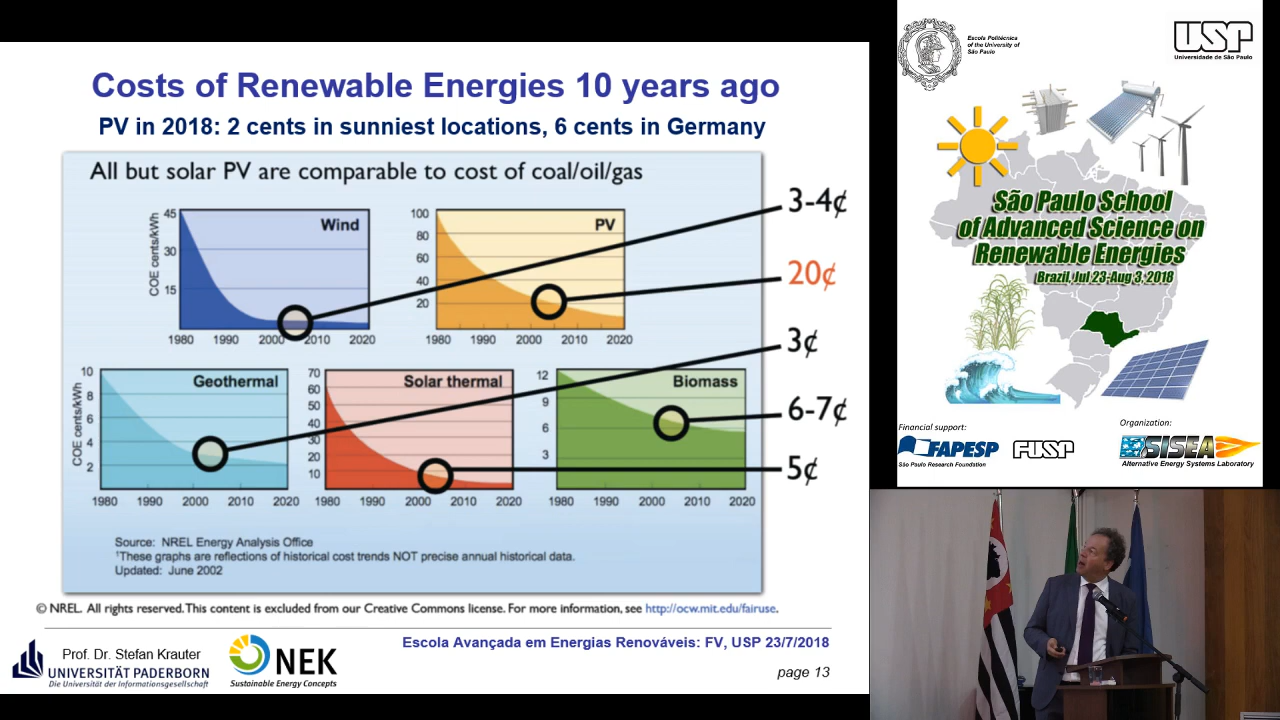 Costs of Renewable Energies 10 years ago
PV in 2018: 2 cents in sunniest locations, 6 cents in Germany
All but solar PV are comparable to cost of coal/oil/gas
COE cents/kWh
45
30
15
Wind
1980 1990 2000 2010 2020
100
80
60
40
20
PV
1980 1990 2000 2010 2020
3-4¢
20¢
3¢
6-7¢
5¢
COE cents/kWh
10
8
6
4
2
Geothermal
1980 1990 2000 2010 2020
70
60
50
40
30
20
10
Solar thermal
1980 1990 2000 2010 2020
12
9
6
3
Biomass
1980 1990 2000 2010 2020
Source: NREL Energy Analysis Office
†These graphs are reflections of historical cost trends NOT precise annual historical data.
Updated: June 2002
© NREL. All rights reserved. This content is excluded from our Creative Commons license. For more information, see http://ocw.mit.edu/fairuse.
Prof. Dr. Stefan Krauter
UNIVERSITÄT PADERBORN
Die Universität der Informationsgesellschaft
NEK
Sustainable Energy Concepts
Escola Avançada em Energias Renováveis: FV, USP 23/7/2018
page 13
Escola Politécnica
of the University of
São Paulo
USP
Universidade de São Paulo
São Paulo School
of Advanced Science on
Renewable Energies
Brazil, Jul 23-Aug 3, 2018
Financial support:
FAPESP
São Paulo Research Foundation
FUSP
Organization:
SISEA
Alternative Energy Systems Laboratory